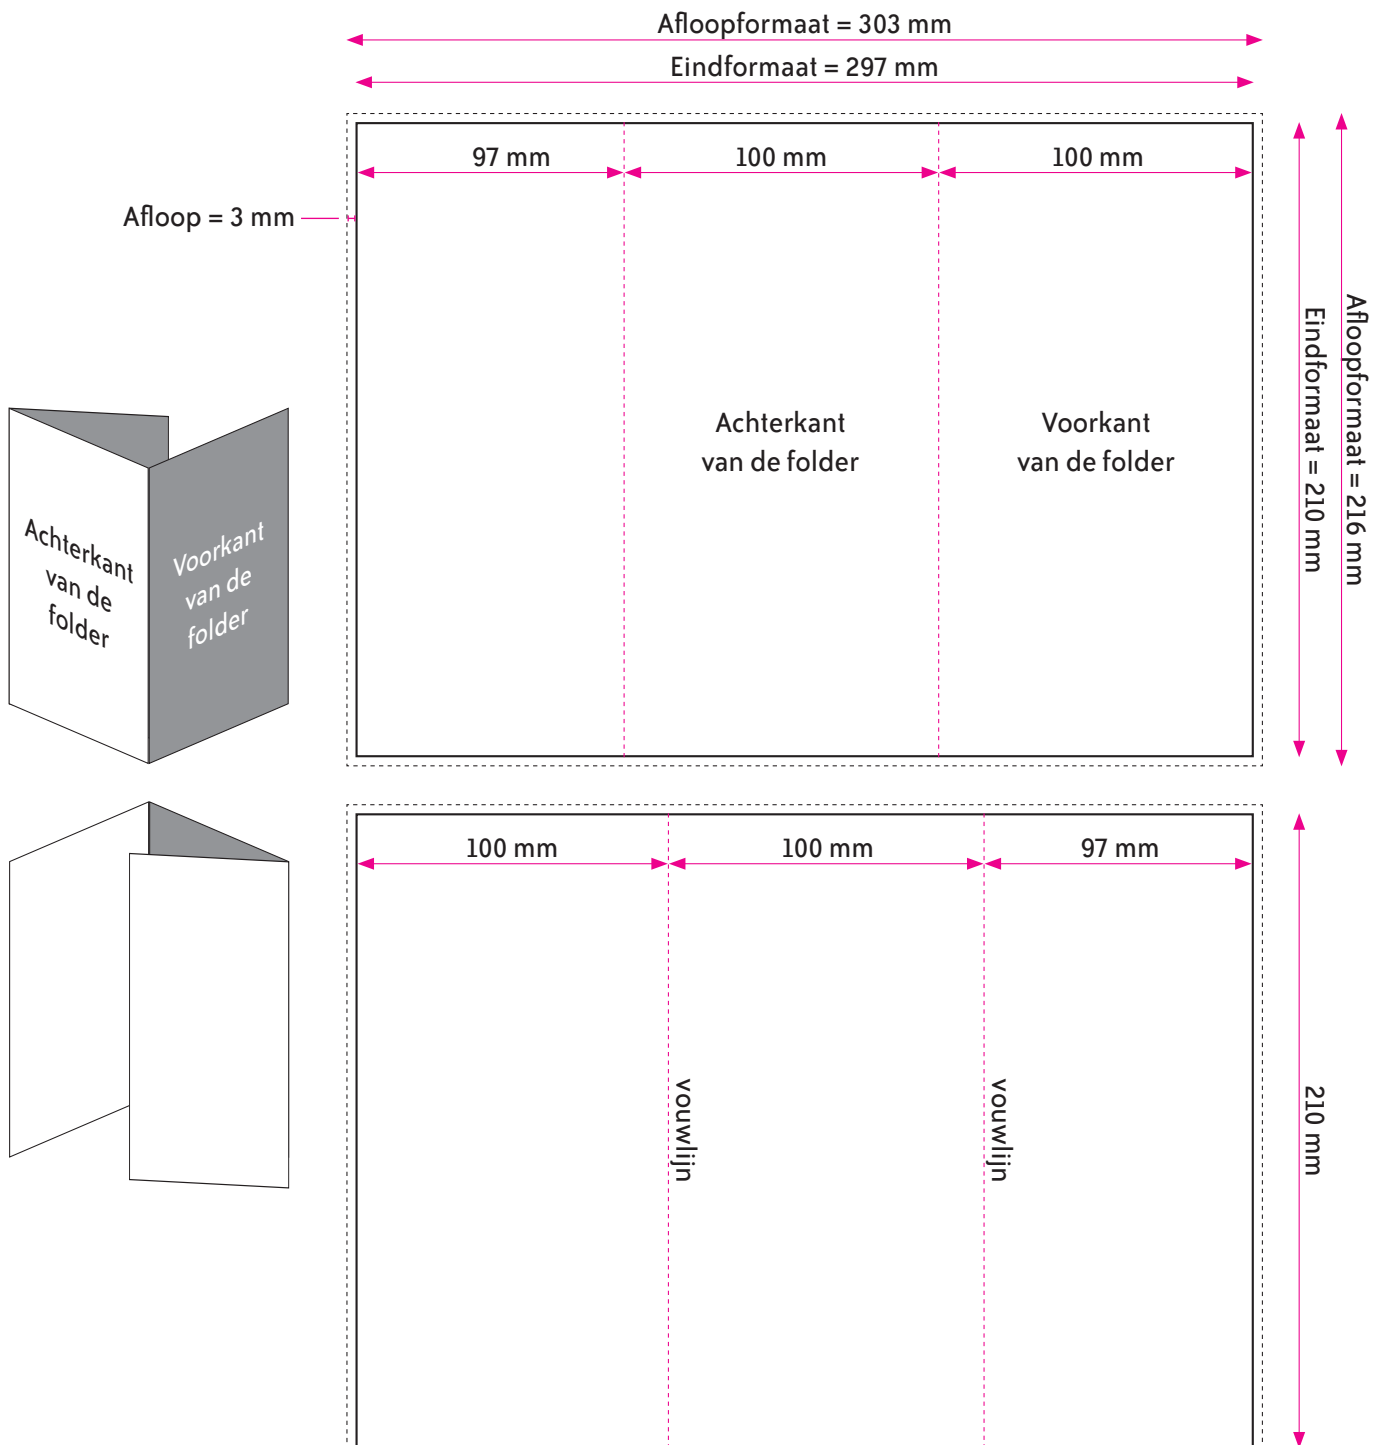 Afloopformaat = 303 mm
Eindformaat = 297 mm
97 mm
100 mm
100 mm
Afloop = 3 mm
Achterkant
van de folder
Voorkant
van de folder
Eindformaat = 210 mm
Afloopformaat = 216 mm
Achterkant
van de
folder
Voorkant
van de
folder
100 mm
100 mm
97 mm
vouwlijn
vouwlijn
210 mm